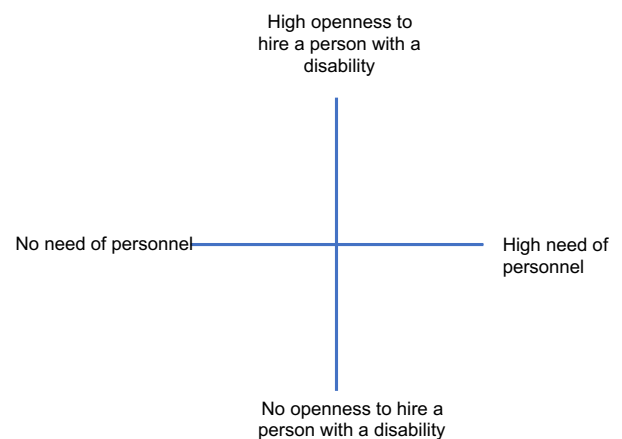 High openness to
hire a person with a
disability
No need of personnel
High need of
personnel
No openness to hire a
person with a disability